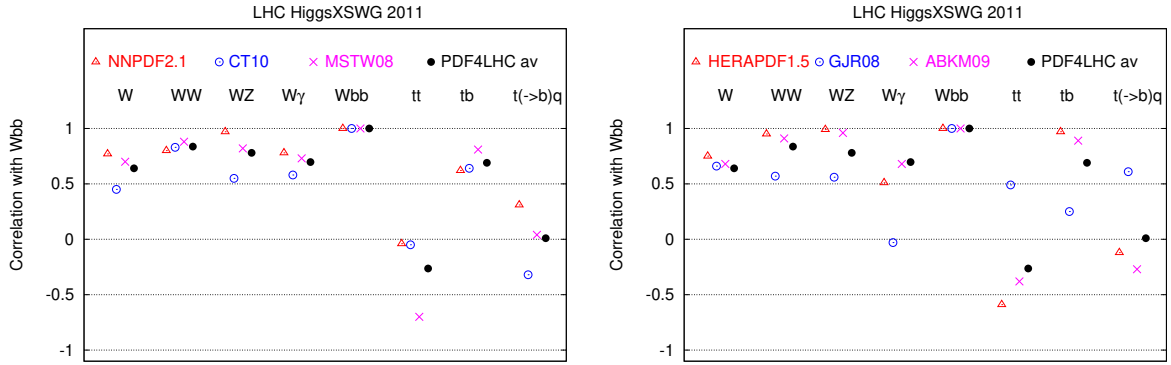 LHC HiggsXSWG 2011
NNPDF2.1 CT10 MSTW08 PDF4LHC av
W WW WZ Wγ Wbb tt tb t(->b)q
1
0.5
0
-0.5
-1
Correlation with Wbb
LHC HiggsXSWG 2011
HERAPDF1.5 GJR08 ABKM09 PDF4LHC av
W WW WZ Wγ Wbb tt tb t(->b)q
1
0.5
0
-0.5
-1
Correlation with Wbb